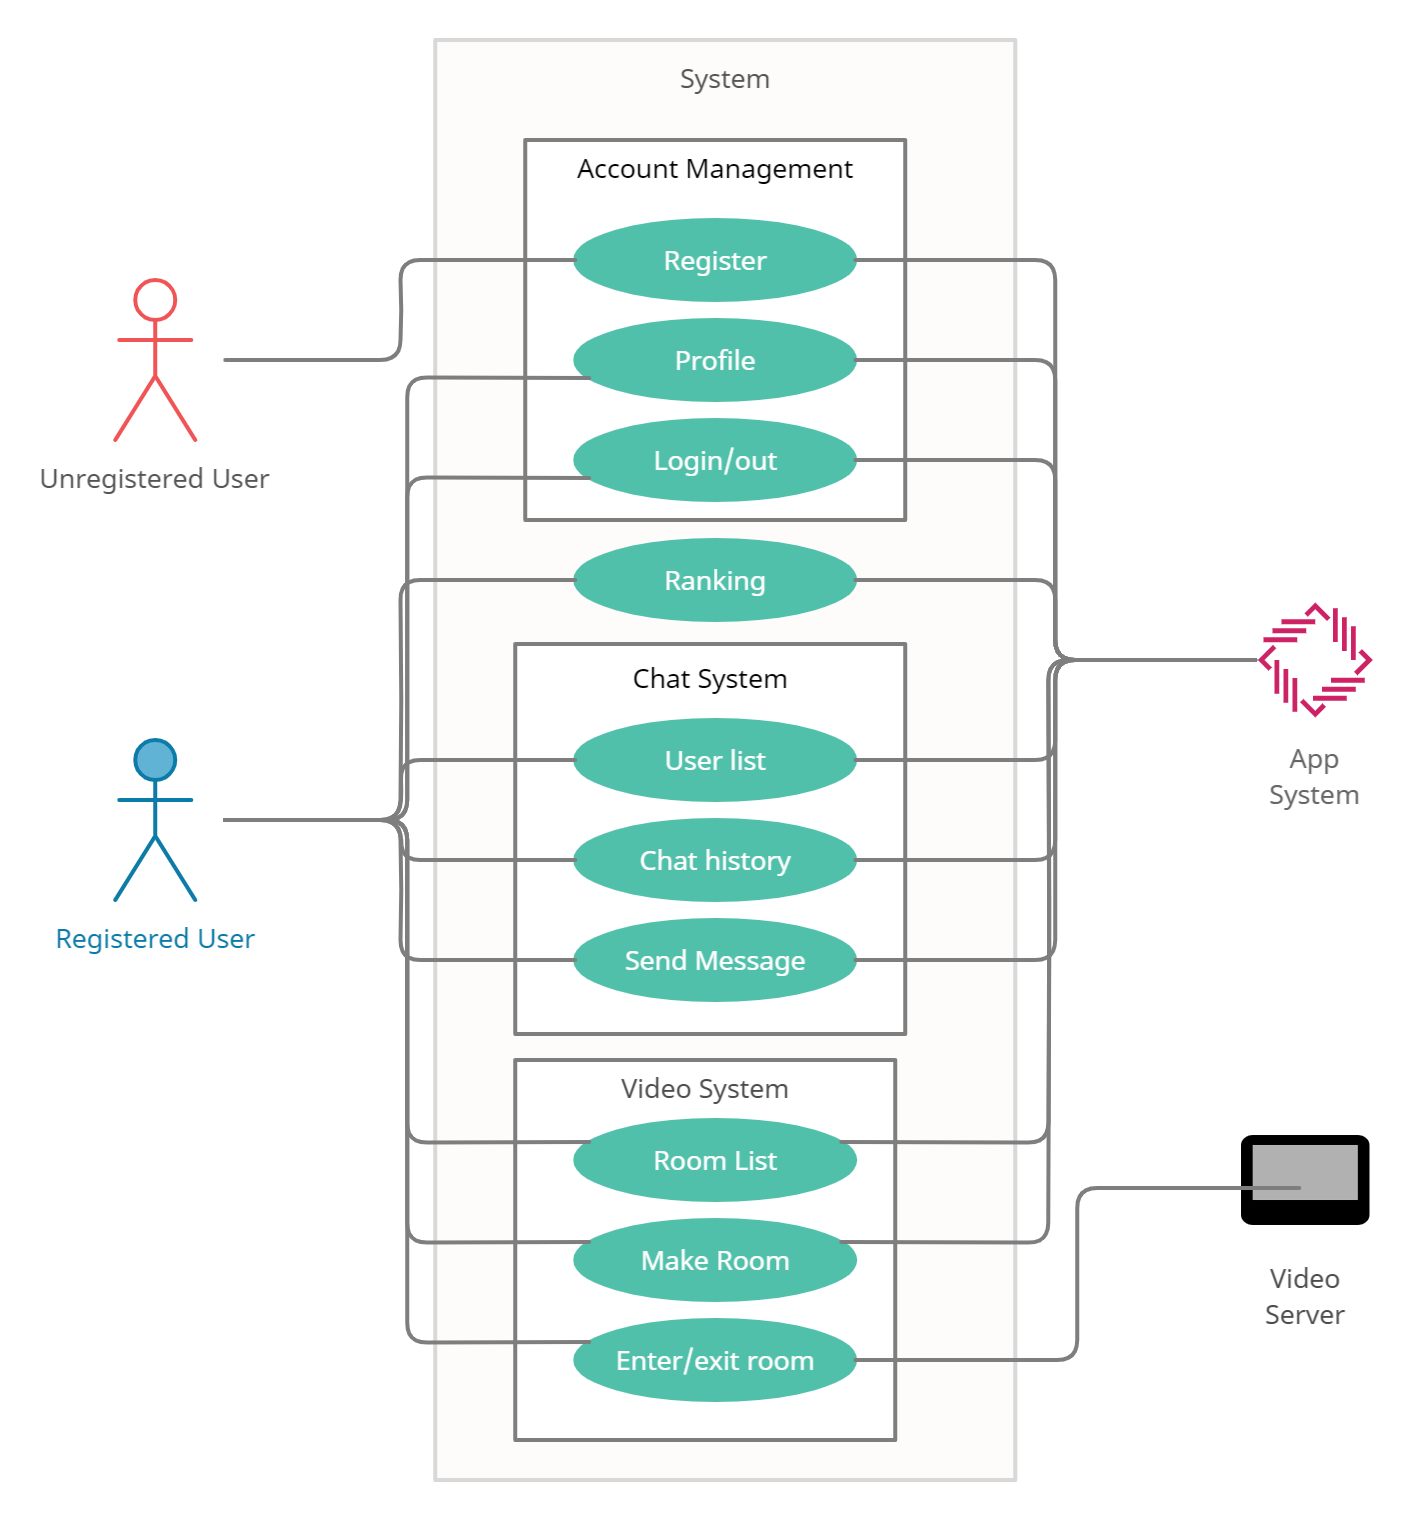 System
Account Management
Register
Profile
Login/out
Unregistered User
Ranking
Chat System
User list
Chat history
Send Message
Registered User
App
System
Video System
Room List
Make Room
Enter/exit room
Video
Server